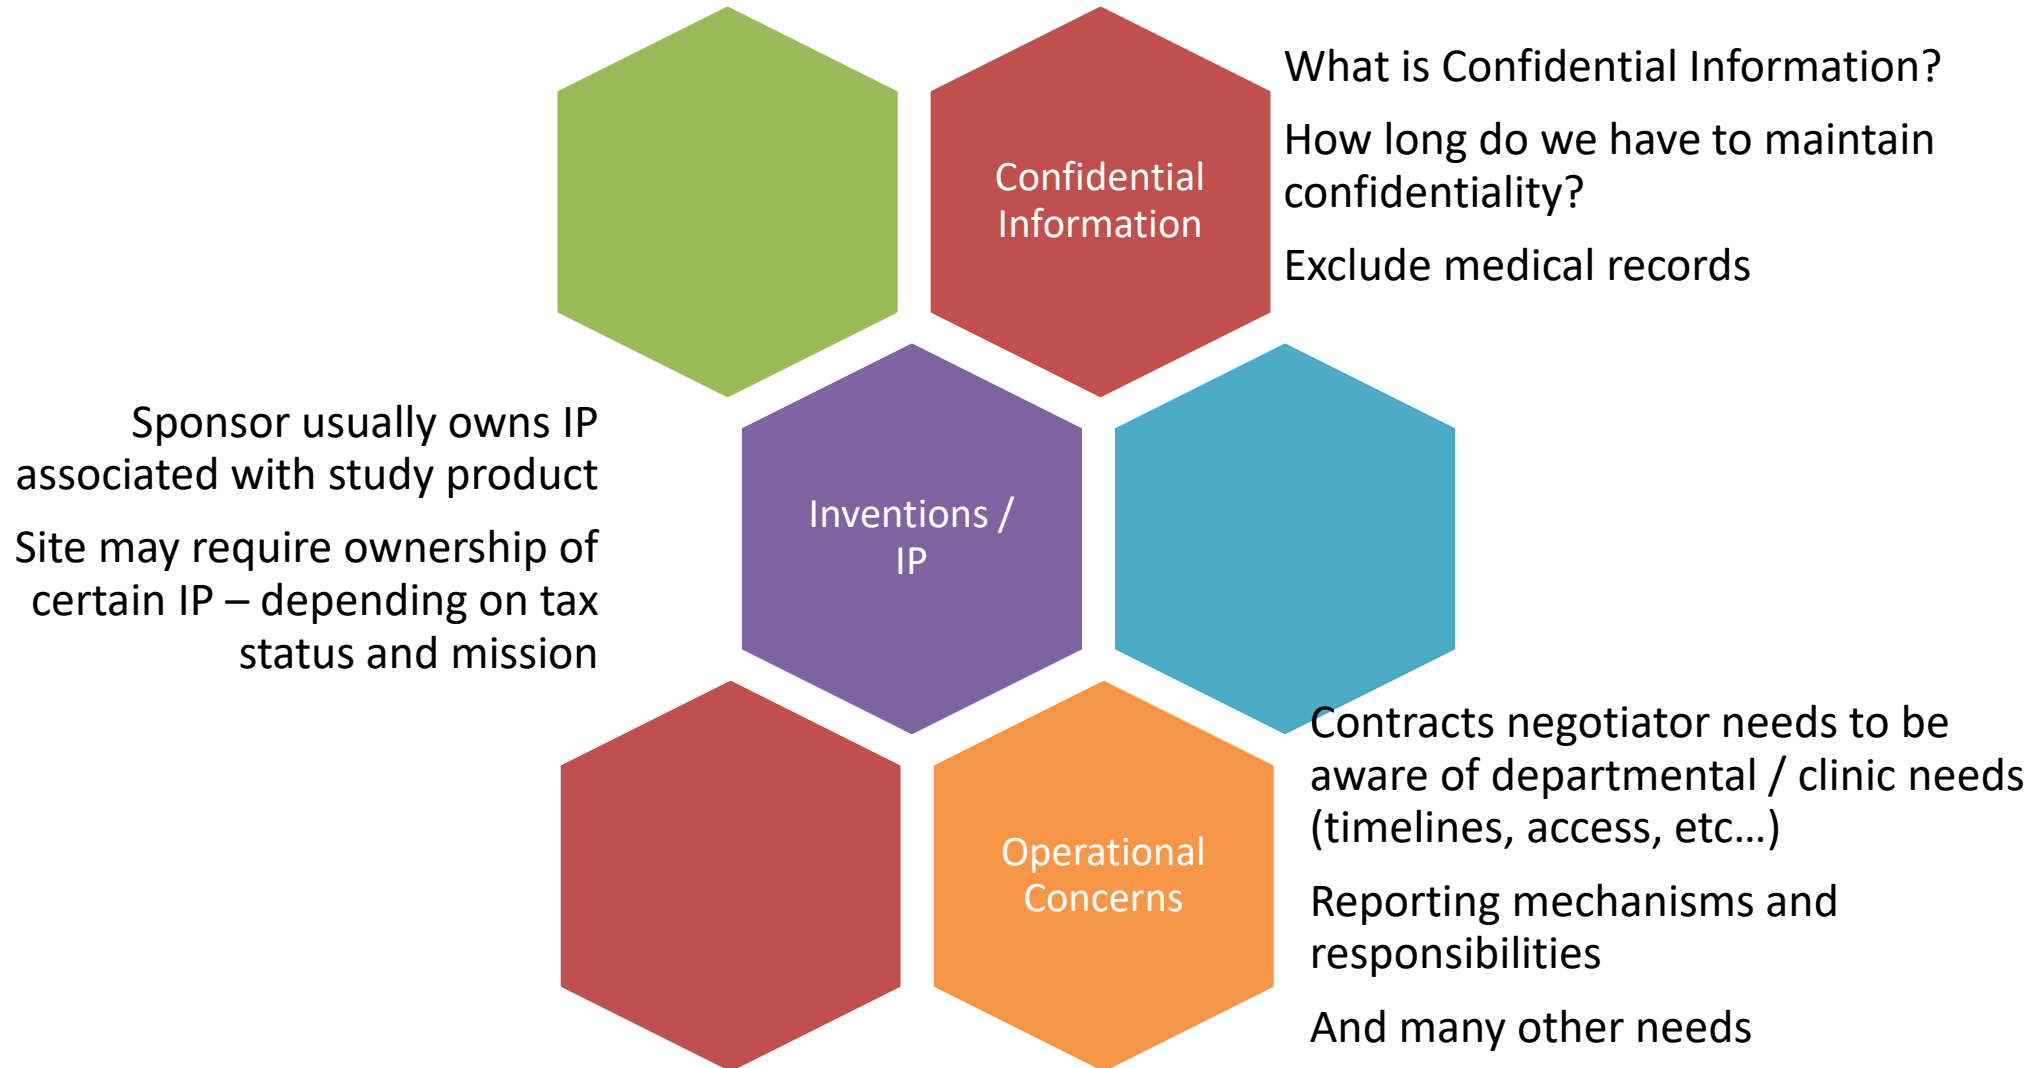 Confidential
Information
What is Confidential Information?
How long do we have to maintain
confidentiality?
Exclude medical records
Sponsor usually owns IP
associated with study product
Site may require ownership of
certain IP – depending on tax
status and mission
Inventions /
IP
Operational
Concerns
Contracts negotiator needs to be
aware of departmental / clinic needs
(timelines, access, etc…)
Reporting mechanisms and
responsibilities
And many other needs